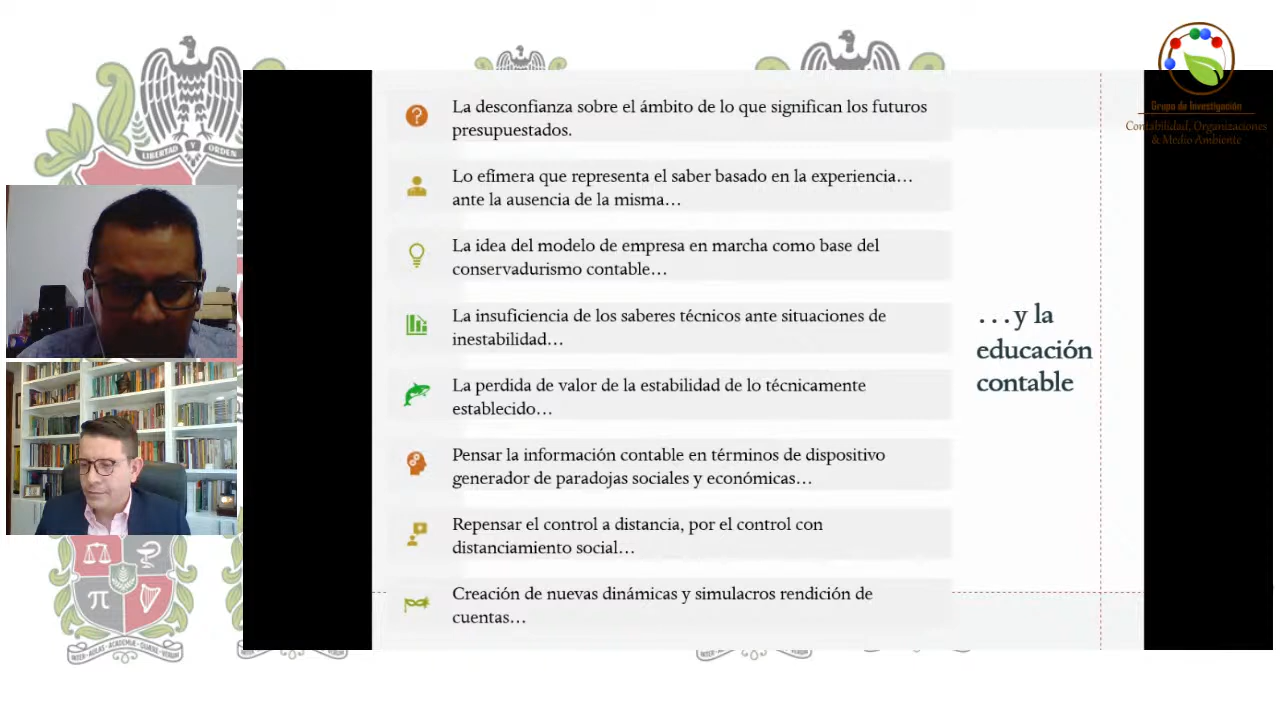 LIBERTAD Y ORDEN
Grupo de Investigación
Contabilidad, Organizaciones
& Medio Ambiente
La desconfianza sobre el ámbito de lo que significan los futuros
presupuestados.
Lo efímera que representa el saber basado en la experiencia…
ante la ausencia de la misma…
La idea del modelo de empresa en marcha como base del
conservadurismo contable…
La insuficiencia de los saberes técnicos ante situaciones de
inestabilidad…
La perdida de valor de la estabilidad de lo técnicamente
establecido…
Pensar la información contable en términos de dispositivo
generador de paradojas sociales y económicas…
Repensar el control a distancia, por el control con
distanciamiento social…
Creación de nuevas dinámicas y simulacros rendición de
cuentas…
…y la
educación
contable
INTER · AULAS · ACADEMIÆ · QUÆRE · VERUM